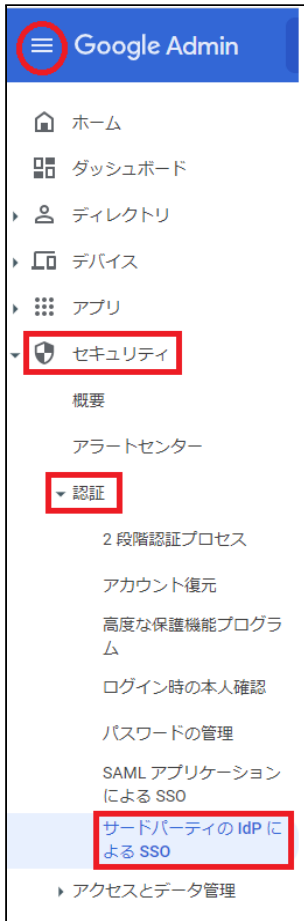 Google Admin
ホーム
ダッシュボード
ディレクトリ
デバイス
アプリ
セキュリティ
概要
アラートセンター
認証
2 段階認証プロセス
アカウント復元
高度な保護機能プログラ
ム
ログイン時の本人確認
パスワードの管理
SAML アプリケーション
による SSO
サードパーティの IdP に
よる SSO
アクセスとデータ管理